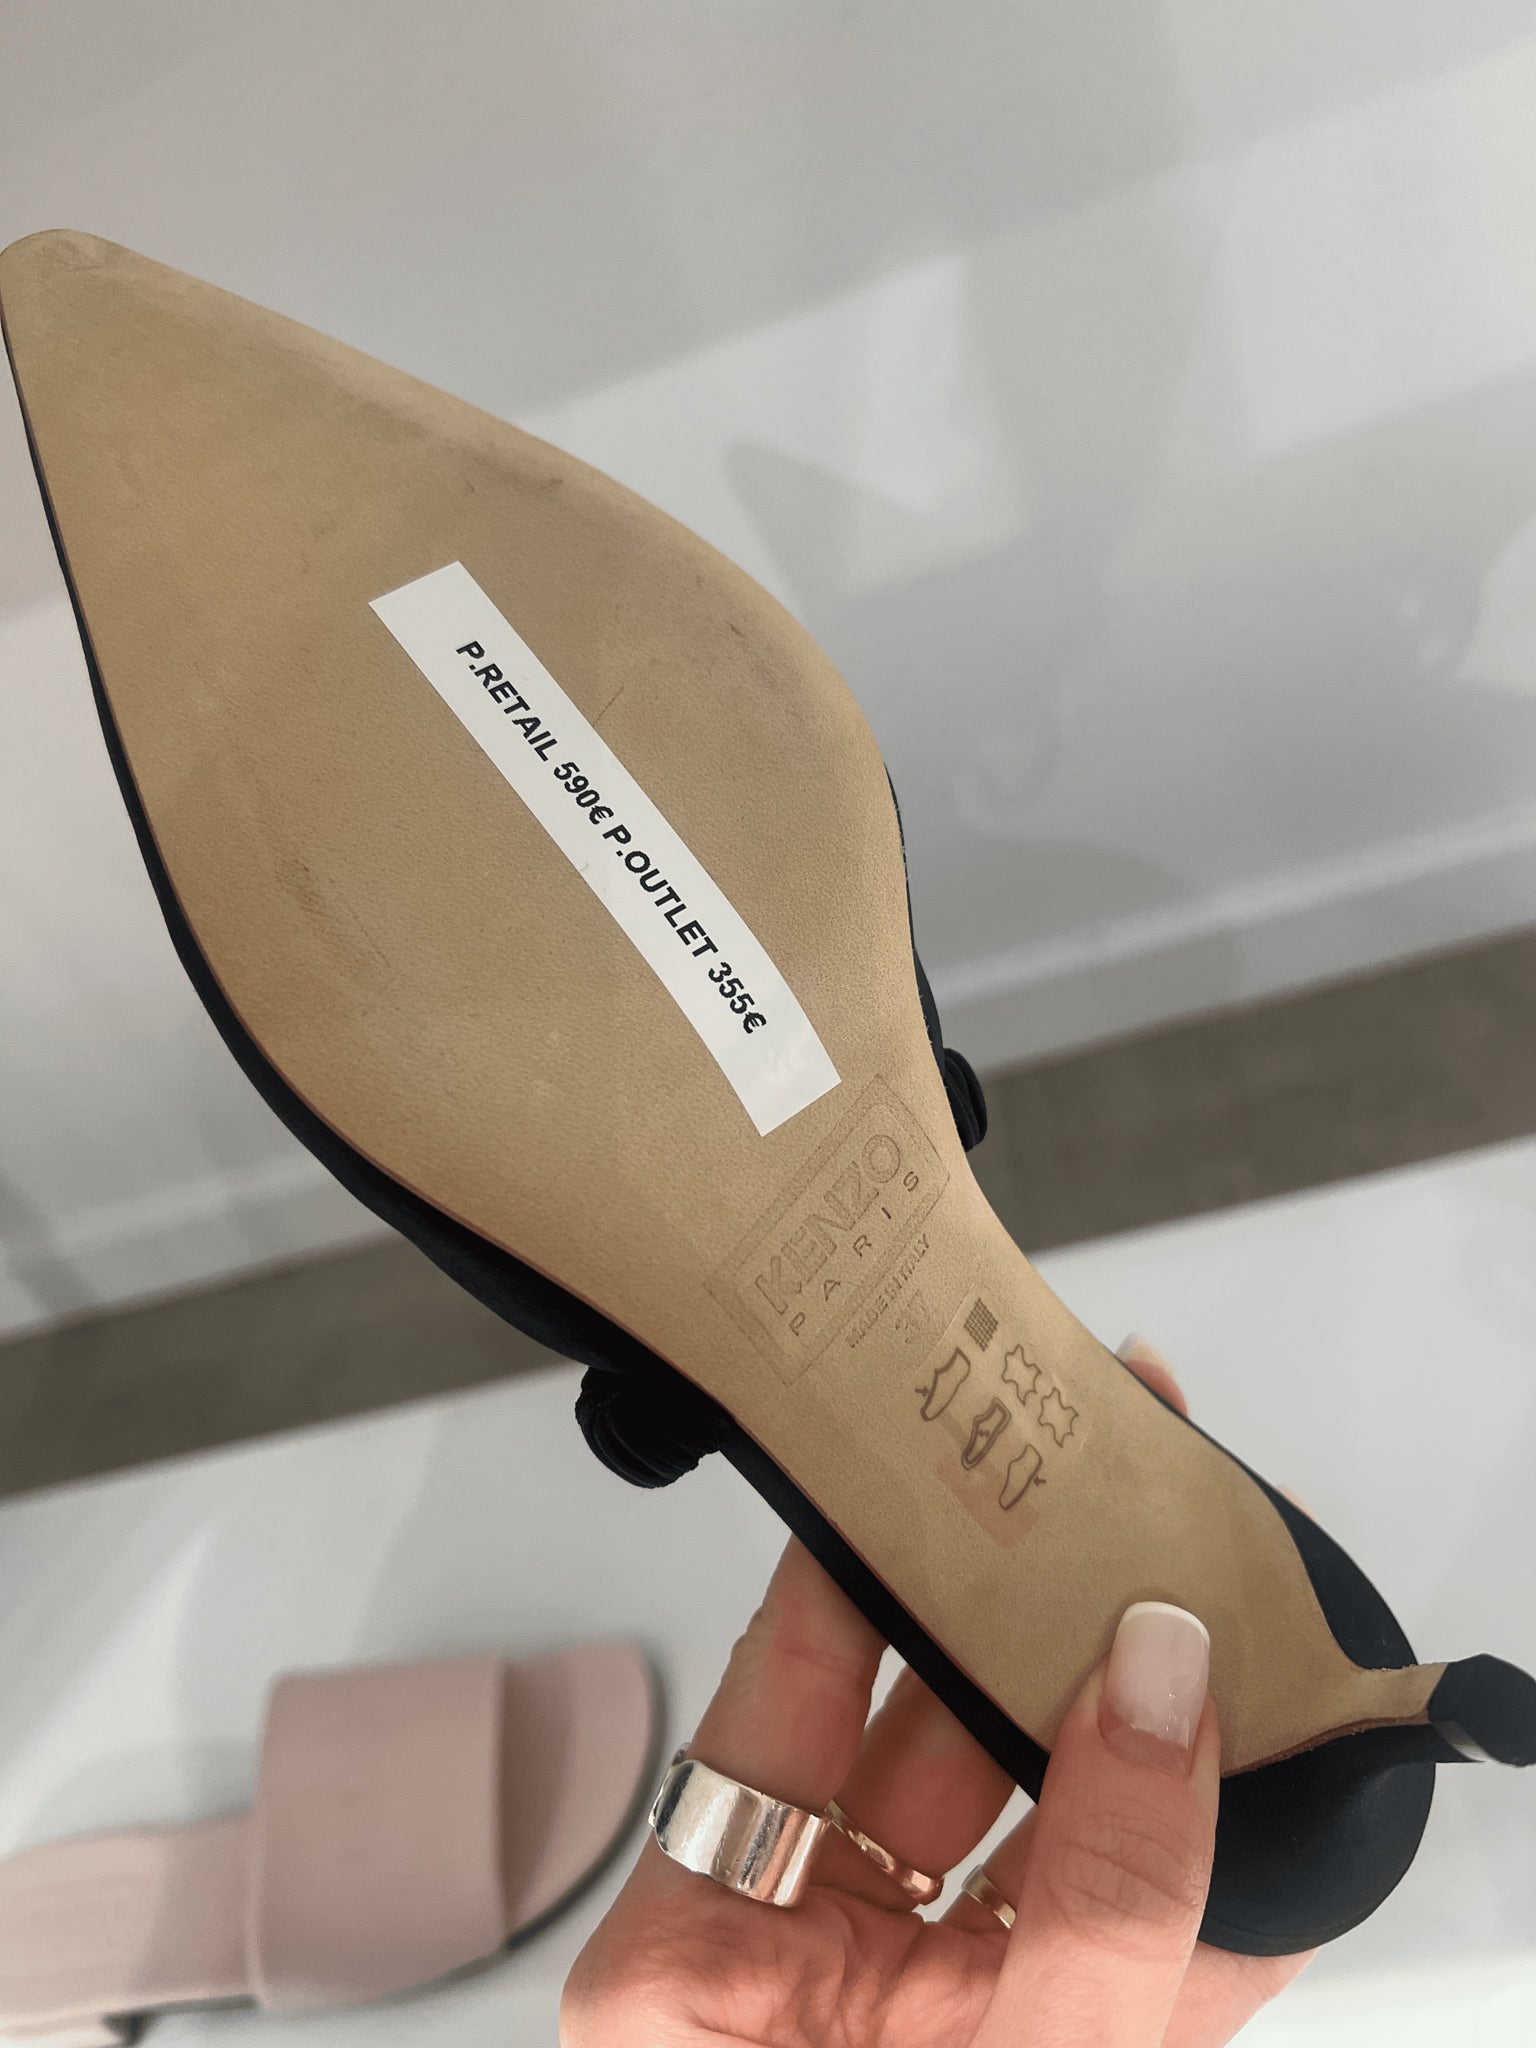 P.RETAIL 590€ P.OUTLET 355€
KENZO
PARIS
MADE IN ITALY
37